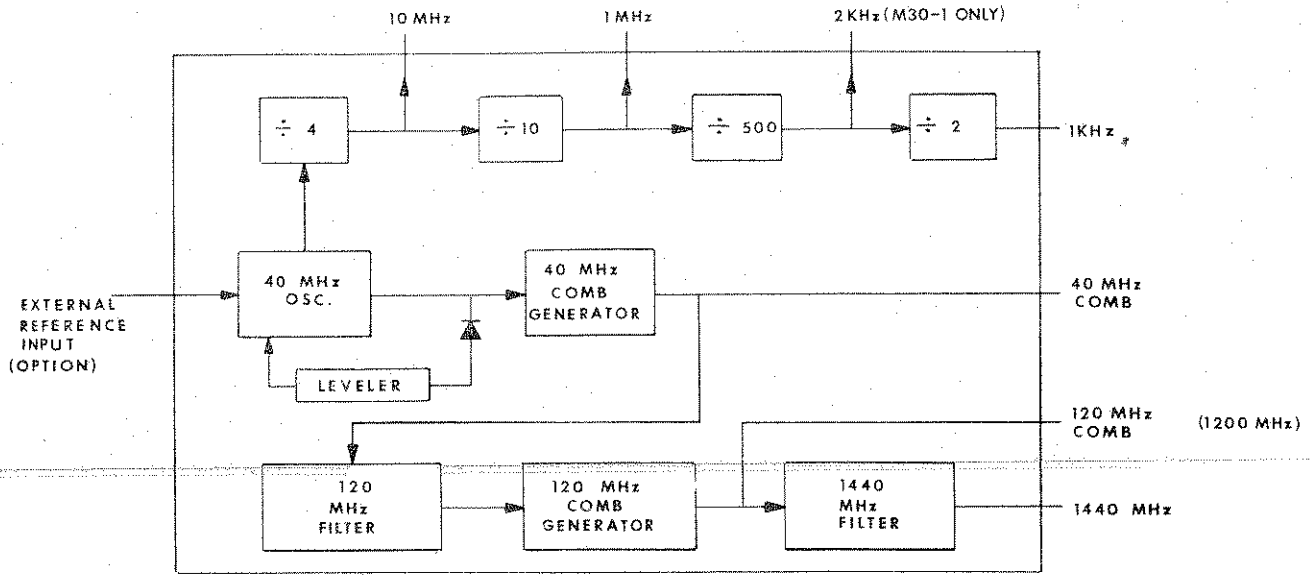 10 MHz
1 MHz
2 KHz (M30-1 ONLY)
÷ 4
÷ 10
÷ 500
÷ 2
1KHz
EXTERNAL
REFERENCE
INPUT
(OPTION)
40 MHz
OSC.
40 MHz
COMB
GENERATOR
40 MHz
COMB
LEVELER
120 MHz
COMB
(1200 MHz)
120
MHz
FILTER
120 MHz
COMB
GENERATOR
1440
MHz
FILTER
1440 MHz